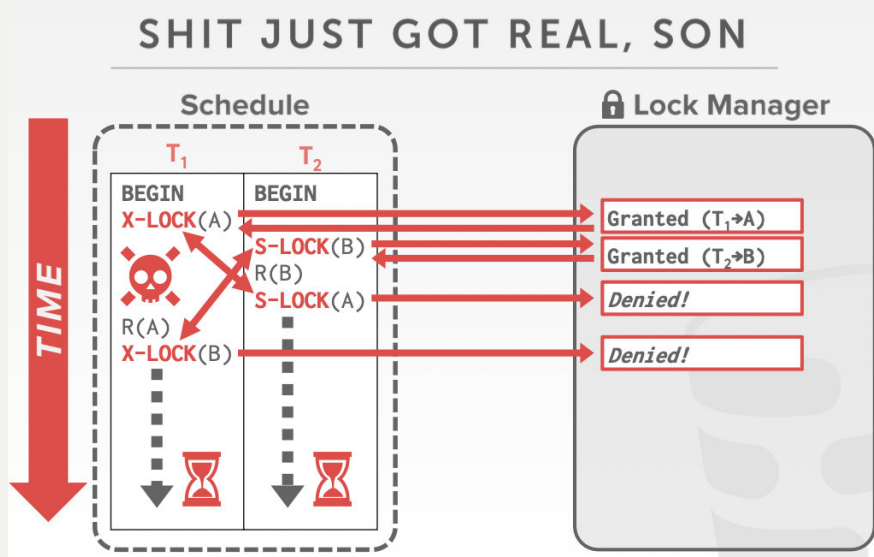 SHIT JUST GOT REAL, SON
Schedule
Lock Manager
TIME
T1
T2
BEGIN
BEGIN
X-LOCK(A)
Granted (T1→A)
S-LOCK(B)
Granted (T2→B)
R(B)
S-LOCK(A)
Denied!
R(A)
X-LOCK(B)
Denied!